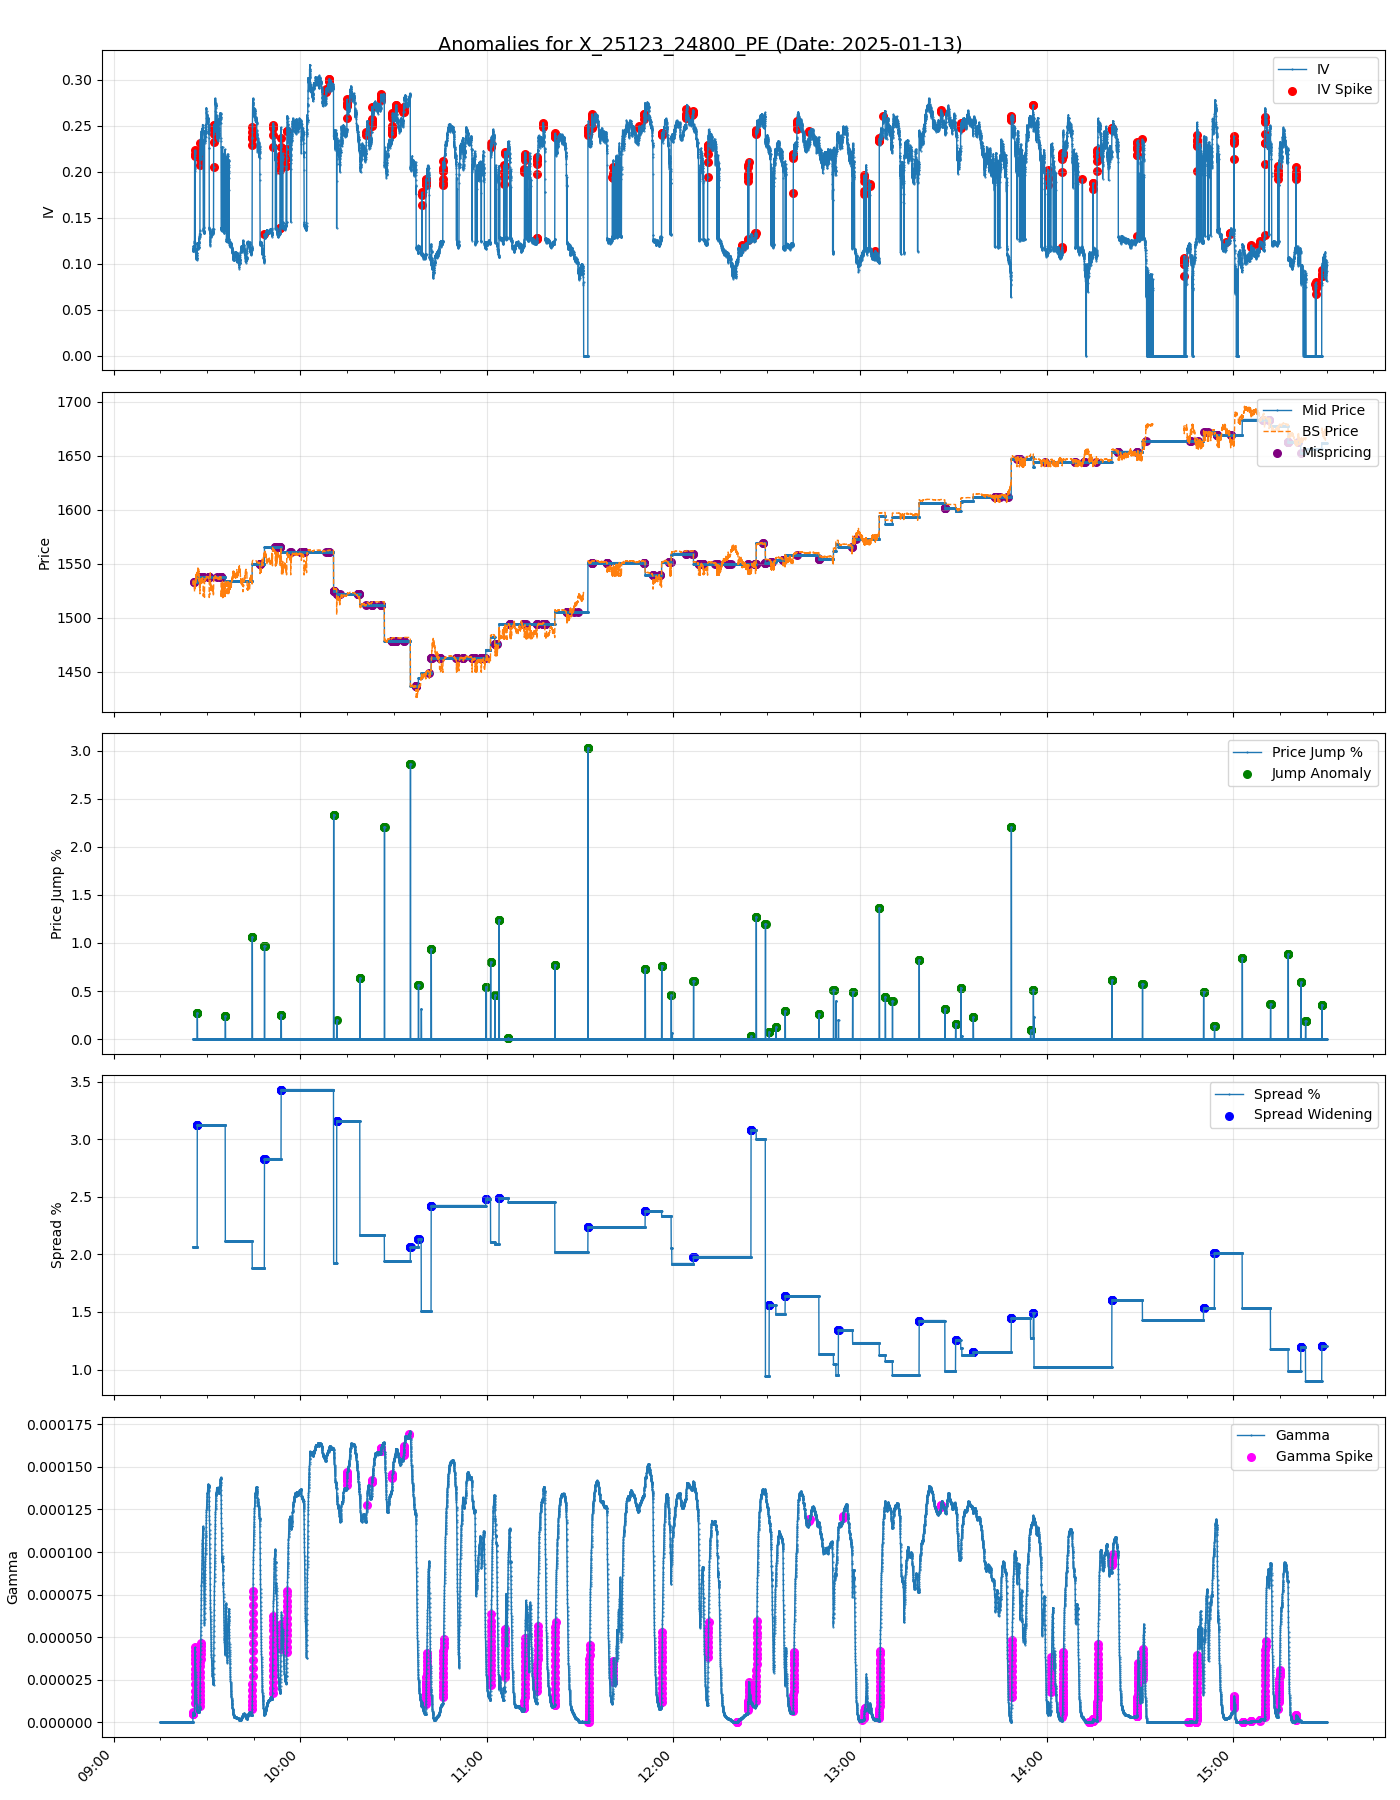 Anomalies for X_25123_24800_PE (Date: 2025-01-13)
IV
IV Spike
0.30
0.25
0.20
0.15
0.10
0.05
0.00
IV
Mid Price
BS Price
Mispricing
1700
1650
1600
1550
1500
1450
Price
Price Jump %
Jump Anomaly
3.0
2.5
2.0
1.5
1.0
0.5
0.0
Price Jump %
Spread %
Spread Widening
3.5
3.0
2.5
2.0
1.5
1.0
Spread %
Gamma
Gamma Spike
0.000175
0.000150
0.000125
0.000100
0.000075
0.000050
0.000025
0.000000
Gamma
09:00
10:00
11:00
12:00
13:00
14:00
15:00